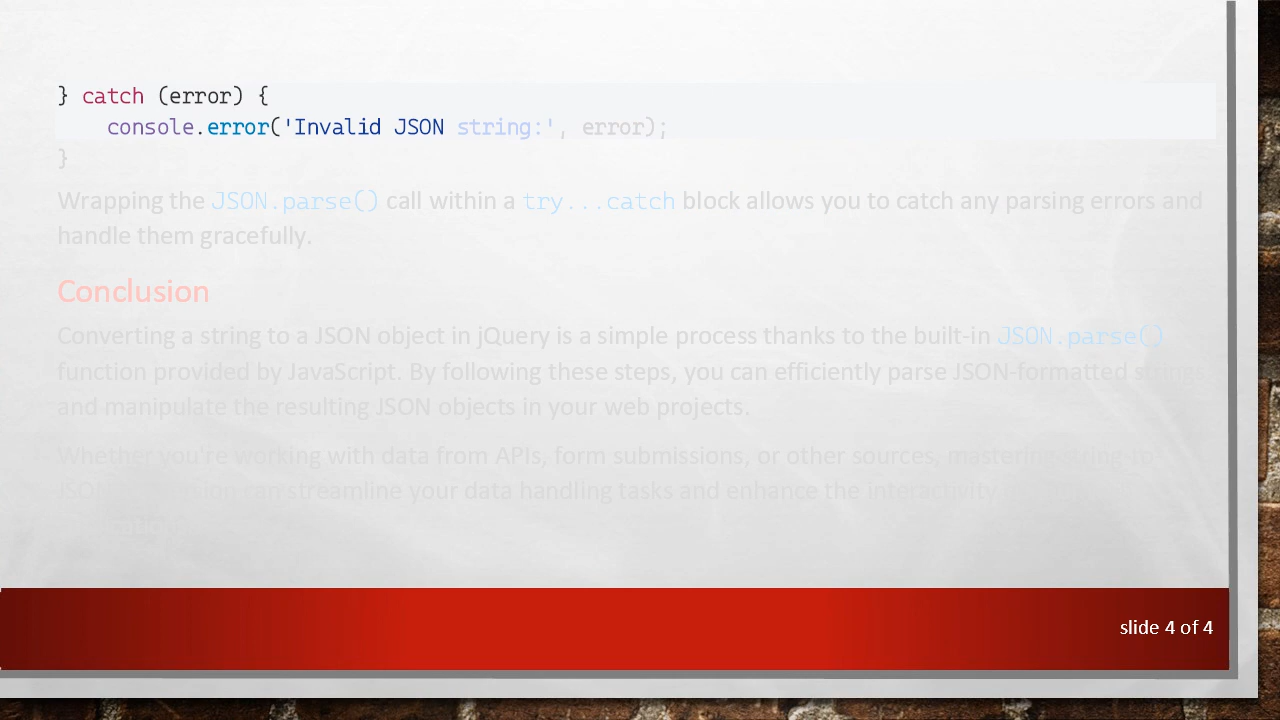 } catch (error) {
    console.error('Invalid JSON string:', error);
}
Wrapping the JSON.parse() call within a try...catch block allows you to catch any parsing errors and
handle them gracefully.
Conclusion
Converting a string to a JSON object in jQuery is a simple process thanks to the built-in JSON.parse()
function provided by JavaScript. By following these steps, you can efficiently parse JSON-formatted strings
and manipulate the resulting JSON objects in your web projects.
Whether you're working with data from APIs, form submissions, or other sources, mastering string-to-
JSON can streamline your data handling tasks and enhance the interactivity
slide 4 of 4